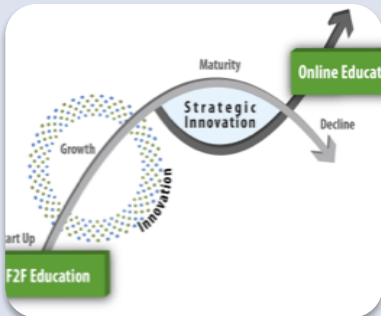 Maturity
Online Educat
Strategic
Innovation
Decline
Growth
Innovation
art Up
F2F Education